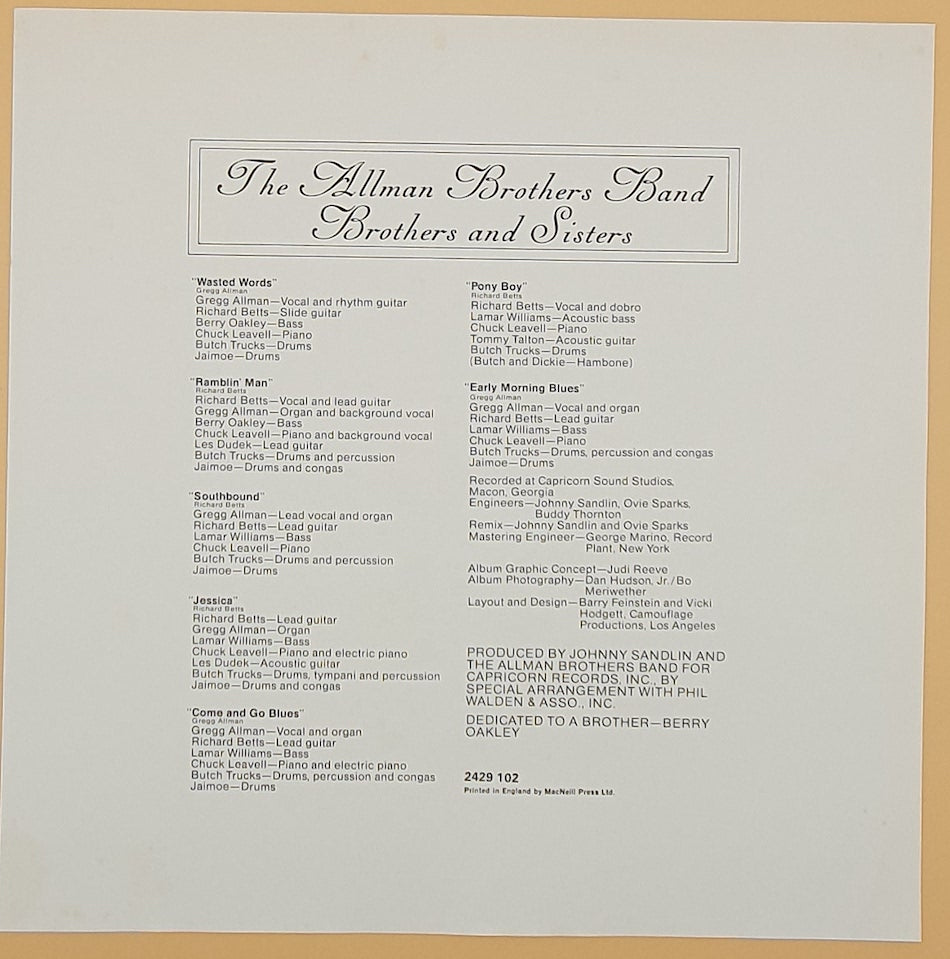 The Allman Brothers Band
Brothers and Sisters
"Wasted Words"
Gregg Allman
Gregg Allman—Vocal and rhythm guitar
Richard Betts—Slide guitar
Berry Oakley—Bass
Chuck Leavell—Piano
Butch Trucks—Drums
Jaimoe—Drums
"Ramblin' Man"
Richard Betts
Richard Betts—Vocal and lead guitar
Gregg Allman—Organ and background vocal
Berry Oakley—Bass
Chuck Leavell—Piano and background vocal
Les Dudek—Lead guitar
Butch Trucks—Drums and percussion
Jaimoe—Drums and congas
"Southbound"
Richard Betts
Gregg Allman—Lead vocal and organ
Richard Betts—Lead guitar
Lamar Williams—Bass
Chuck Leavell—Piano
Butch Trucks—Drums and percussion
Jaimoe—Drums
"Jessica"
Richard Betts
Richard Betts—Lead guitar
Gregg Allman—Organ
Lamar Williams—Bass
Chuck Leavell—Piano and electric piano
Les Dudek—Acoustic guitar
Butch Trucks—Drums, tympani and percussion
Jaimoe—Drums and congas
"Come and Go Blues"
Gregg Allman
Gregg Allman—Vocal and organ
Richard Betts—Lead guitar
Lamar Williams—Bass
Chuck Leavell—Piano and electric piano
Butch Trucks—Drums, percussion and congas
Jaimoe—Drums
"Pony Boy"
Richard Betts
Richard Betts—Vocal and dobro
Lamar Williams—Acoustic bass
Chuck Leavell—Piano
Tommy Talton—Acoustic guitar
Butch Trucks—Drums
(Butch and Dickie—Hambone)
"Early Morning Blues"
Gregg Allman
Gregg Allman—Vocal and organ
Richard Betts—Lead guitar
Lamar Williams—Bass
Chuck Leavell—Piano
Butch Trucks—Drums, percussion and congas
Jaimoe—Drums
Recorded at Capricorn Sound Studios,
Macon, Georgia
Engineers—Johnny Sandlin, Ovie Sparks,
Buddy Thornton
Remix—Johnny Sandlin and Ovie Sparks
Mastering Engineer—George Marino, Record
Plant, New York
Album Graphic Concept—Judi Reeve
Album Photography—Dan Hudson, Jr./Bo
Meriwether
Layout and Design—Barry Feinstein and Vicki
Hodgett, Camouflage
Productions, Los Angeles
PRODUCED BY JOHNNY SANDLIN AND
THE ALLMAN BROTHERS BAND FOR
CAPRICORN RECORDS, INC., BY
SPECIAL ARRANGEMENT WITH PHIL
WALDEN & ASSO., INC.
DEDICATED TO A BROTHER—BERRY
OAKLEY
2429 102
Printed in England by MacNeill Press Ltd.